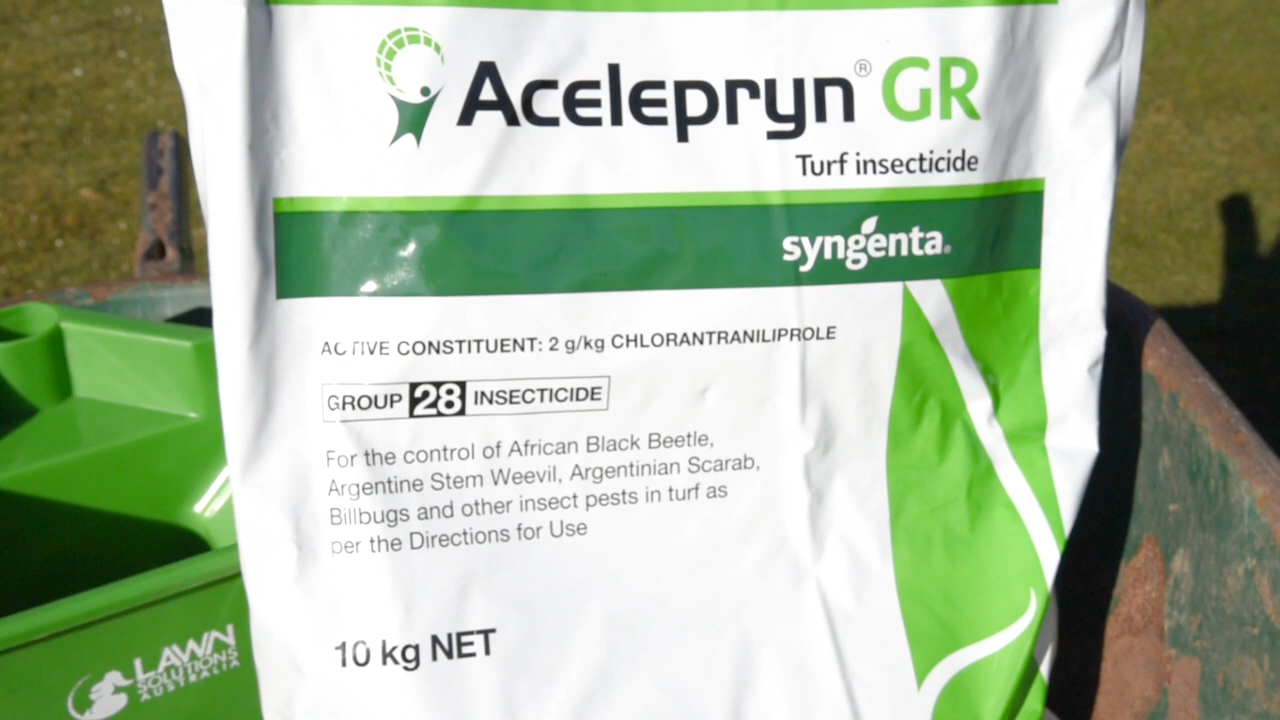 Acelepryn® GR
Turf insecticide
syngenta®
ACTIVE CONSTITUENT: 2 g/kg CHLORANTRANILIPROLE
GROUP 28 INSECTICIDE
For the control of African Black Beetle,
Argentine Stem Weevil, Argentinian Scarab,
Billbugs and other insect pests in turf as
per the Directions for Use
10 kg NET
LAWN
SOLUTIONS
AUSTRALIA